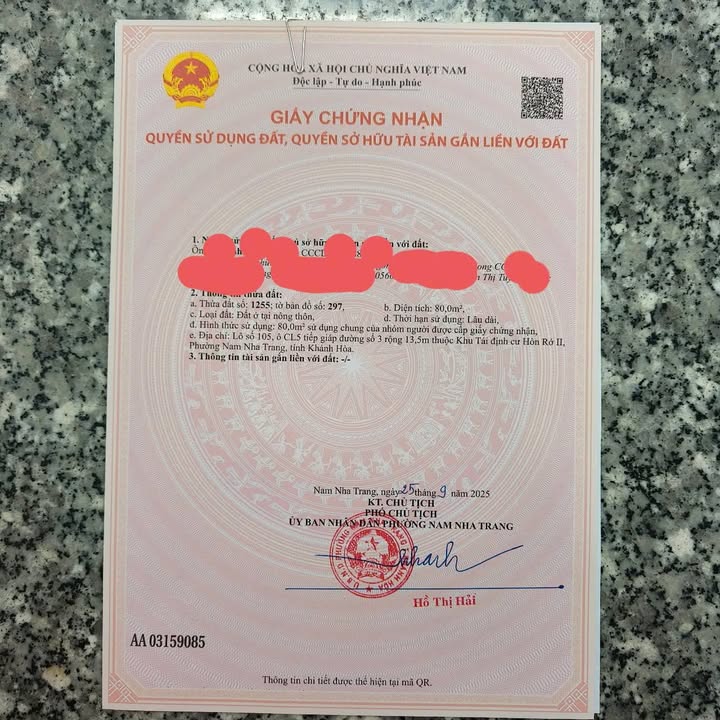 CỘNG HÒA XÃ HỘI CHỦ NGHĨA VIỆT NAM
Độc lập - Tự do - Hạnh phúc
GIẤY CHỨNG NHẬN
QUYỀN SỬ DỤNG ĐẤT, QUYỀN SỞ HỮU TÀI SẢN GẮN LIỀN VỚI ĐẤT
1. sở hữu với đất:
2. Thông tin thửa đất:
a. Thửa đất số: 1255; tờ bản đồ số: 297, b. Diện tích: 80,0m²,
c. Loại đất: Đất ở tại nông thôn, d. Thời hạn sử dụng: Lâu dài,
đ. Hình thức sử dụng: 80,0m² sử dụng chung của nhóm người được cấp giấy chứng nhận,
e. Địa chỉ: Lô số 105, ô CL5 tiếp giáp đường số 3 rộng 13,5m thuộc Khu Tái định cư Hòn Rớ II,
Phường Nam Nha Trang, tỉnh Khánh Hòa.
3. Thông tin tài sản gắn liền với đất: -/-
Nam Nha Trang, ngày 25 tháng 9 năm 2025
KT. CHỦ TỊCH
PHÓ CHỦ TỊCH
ỦY BAN NHÂN DÂN PHƯỜNG NAM NHA TRANG
Hồ Thị Hải
AA 03159085
Thông tin chi tiết được thể hiện tại mã QR.